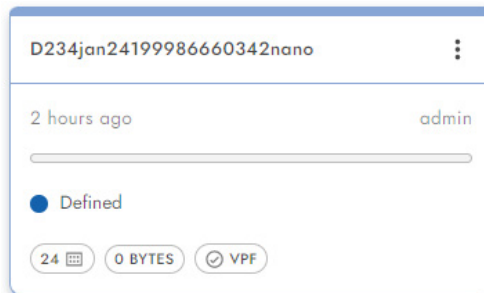 D234jan24199986660342nano
2 hours ago admin
Defined
24 0 BYTES VPF